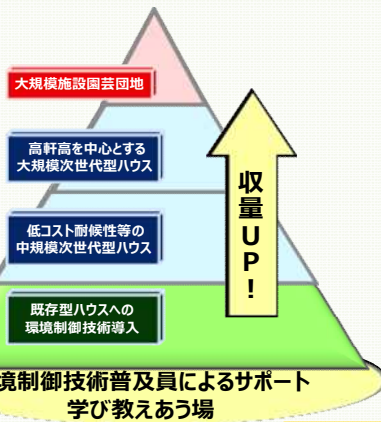 大規模施設園芸団地
高軒高を中心とする
大規模次世代型ハウス
低コスト耐候性等の
中規模次世代型ハウス
既存型ハウスへの
環境制御技術導入
収量UP!
境制御技術普及員によるサポート
学び教えあう場